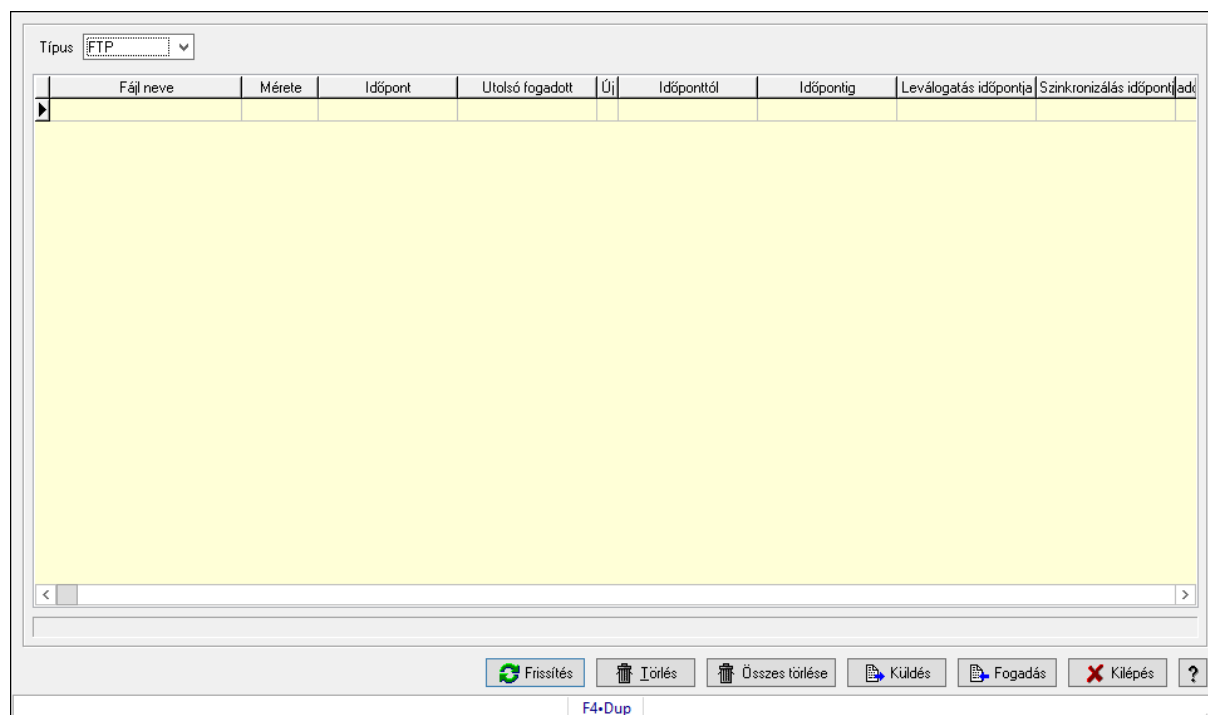 Típus FTP
Fájl neve Mérete Időpont Utolsó fogadott Új Időponttól Időpontig Leválogatás időpontja Szinkronizálás időpontj adó
Frissítés Törlés Összes törlése Küldés Fogadás Kilépés ?
F4•Dup